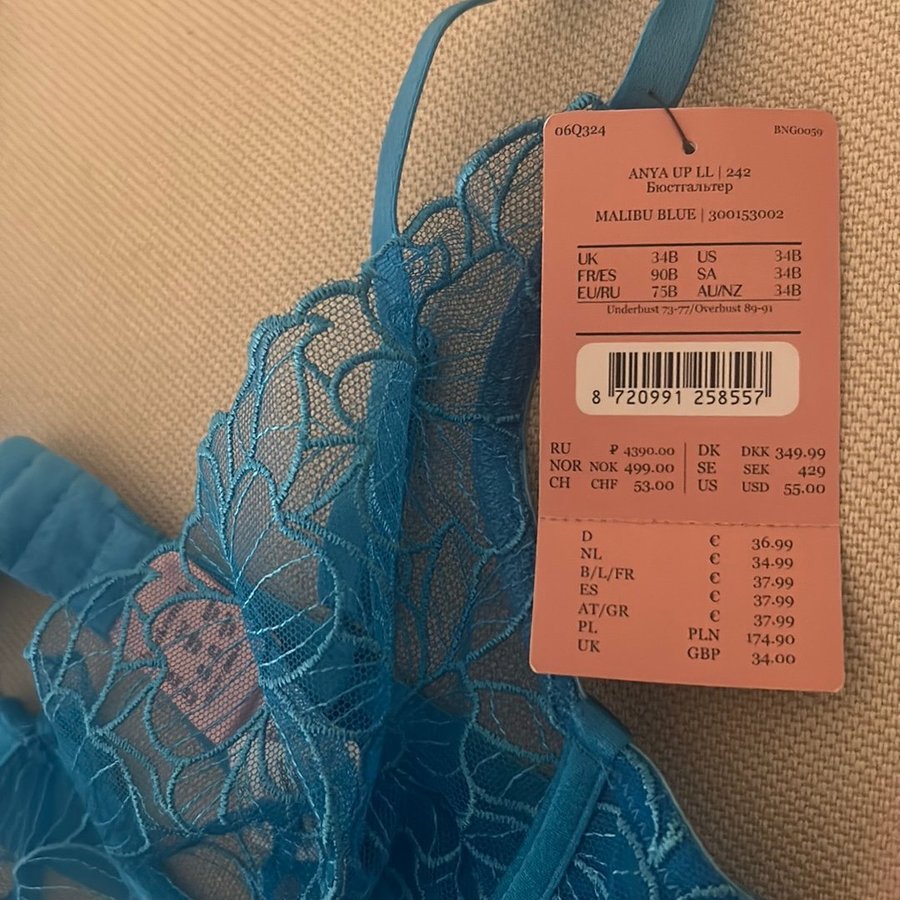 06Q324 BNG0059
ANYA UP LL | 242
Бюстгальтер
MALIBU BLUE | 300153002
UK 34B US 34B
FR/ES 90B SA 34B
EU/RU 75B AU/NZ 34B
Underbust 73-77/Overbust 89-91
8 720991 258557
RU ₽ 4390.00 DK DKK 349.99
NOR NOK 499.00 SE SEK 429
CH CHF 53.00 US USD 55.00
D € 36.99
NL € 34.99
B/L/FR € 37.99
ES € 37.99
AT/GR € 37.99
PL PLN 174.90
UK GBP 34.00